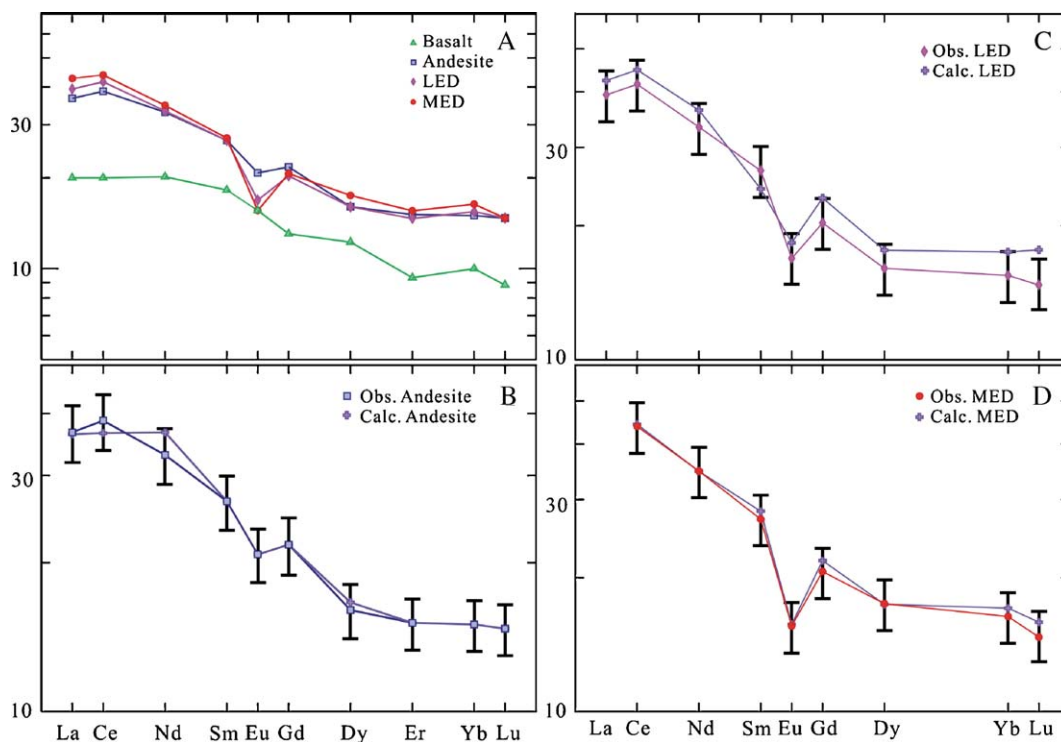 A
Basalt
Andesite
LED
MED
30
10
C
Obs. LED
Calc. LED
30
10
B
Obs. Andesite
Calc. Andesite
30
10
La Ce Nd Sm Eu Gd Dy Er Yb Lu
D
Obs. MED
Calc. MED
30
10
La Ce Nd Sm Eu Gd Dy Yb Lu